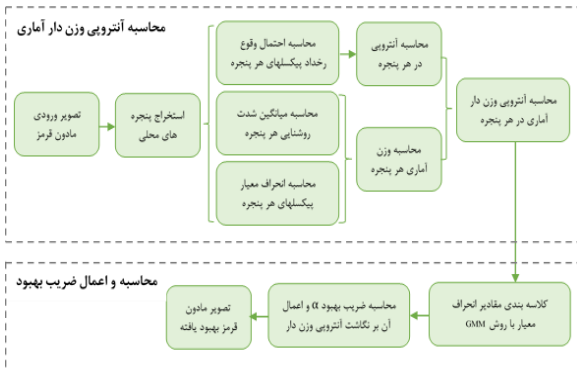 محاسبه آنتروپی وزن دار آماری
تصویر ورودی
مادون قرمز
استخراج پنجره
های محلی
محاسبه احتمال وقوع
رخداد پیکسلهای هر پنجره
محاسبه میانگین شدت
روشنایی هر پنجره
محاسبه انحراف معیار
پیکسلهای هر پنجره
محاسبه آنتروپی
در هر پنجره
محاسبه وزن
آماری هر پنجره
محاسبه آنتروپی وزن دار
آماری در هر پنجره
محاسبه و اعمال ضریب بهبود
کلاسه بندی مقادیر انحراف
معیار با روش GMM
محاسبه ضریب بهبود α و اعمال
آن بر نگاشت آنتروپی وزن دار
تصویر مادون
قرمز بهبود یافته